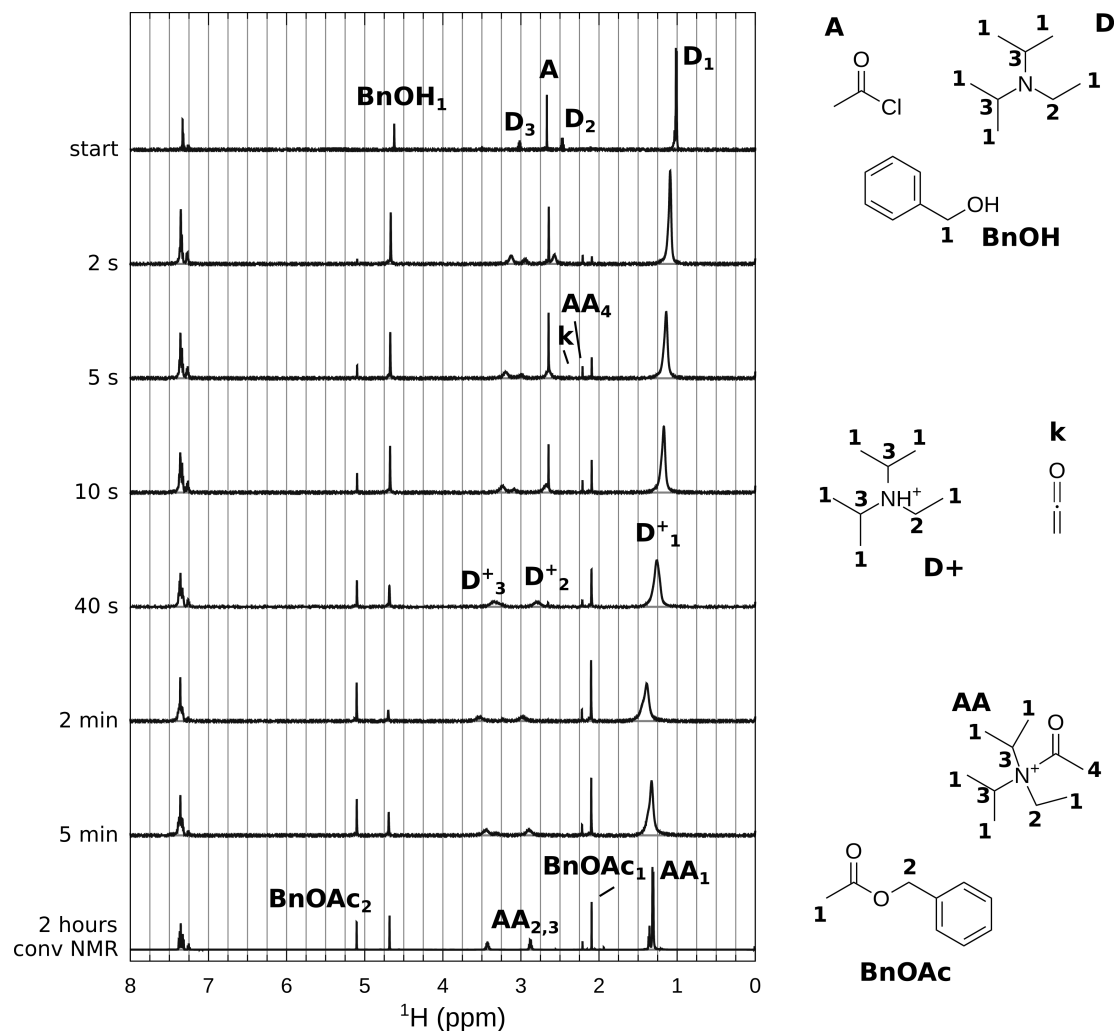 A
D
O
Cl
1
1
3
1
N
1
3
2
1
D₁
A
BnOH₁
D₃
D₂
start
OH
1
BnOH
2 s
AA₄
k
5 s
1
1
3
1
NH⁺
1
3
2
1
D+
k
O
10 s
D⁺₁
D⁺₃
D⁺₂
40 s
AA
1
1
O
3
N⁺
4
1
3
1
2
1
2 min
5 min
O
2
O
1
BnOAc
BnOAc₁
AA₁
BnOAc₂
AA₂,₃
2 hours
conv NMR
8 7 6 5 4 3 2 1 0
¹H (ppm)